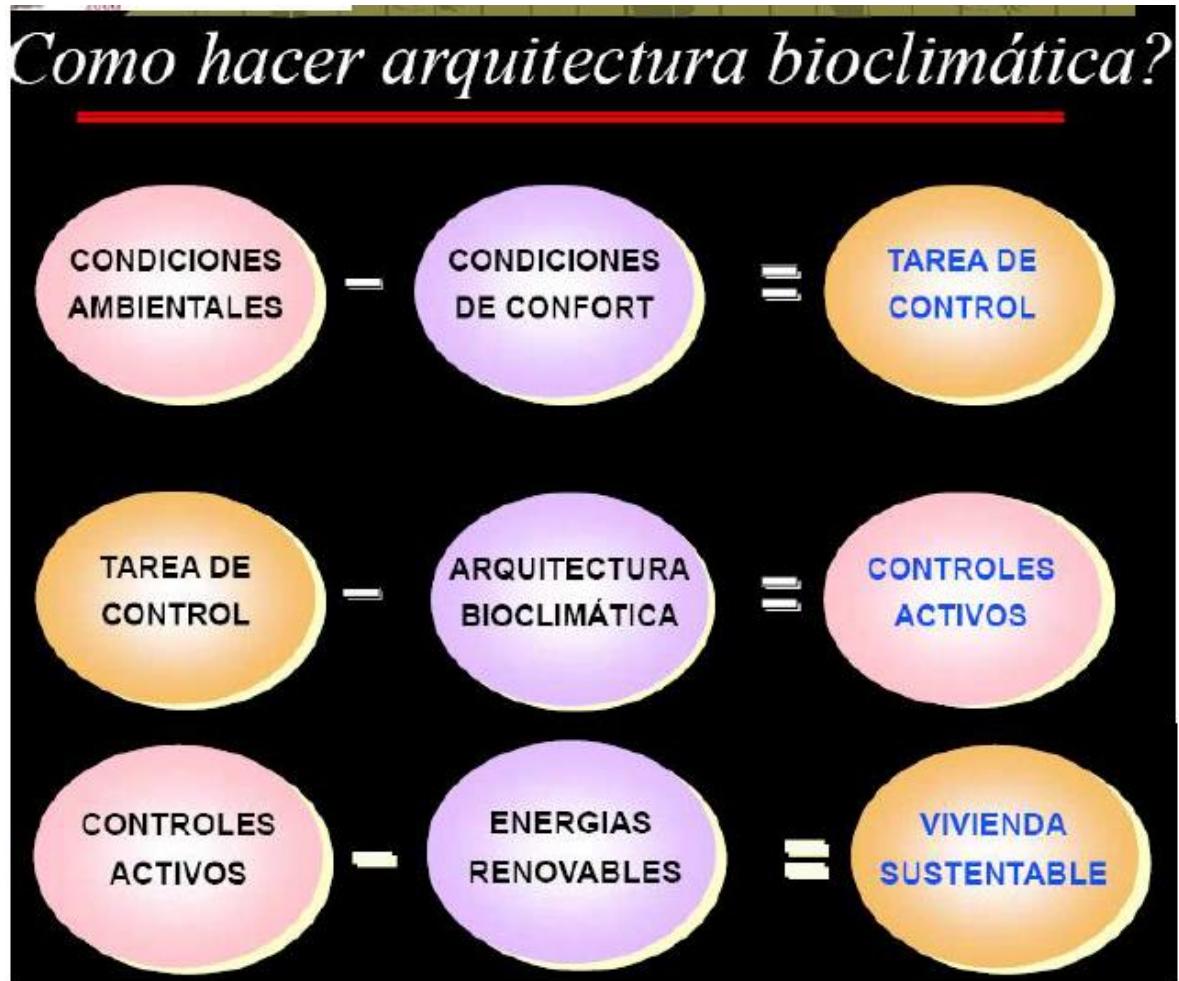 Como hacer arquitectura bioclimática?
CONDICIONES
AMBIENTALES
-
CONDICIONES
DE CONFORT
=
TAREA DE
CONTROL
TAREA DE
CONTROL
-
ARQUITECTURA
BIOCLIMÁTICA
=
CONTROLES
ACTIVOS
CONTROLES
ACTIVOS
-
ENERGIAS
RENOVABLES
=
VIVIENDA
SUSTENTABLE